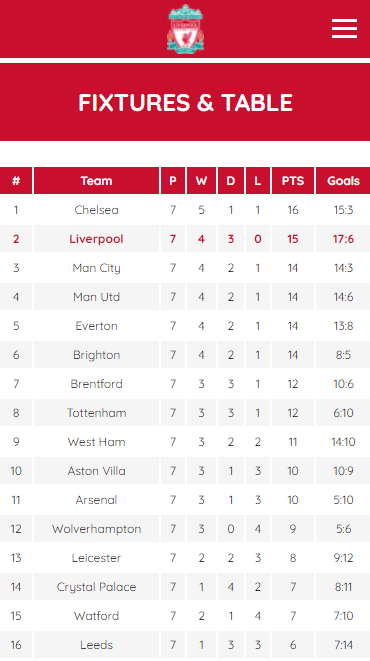 FIXTURES & TABLE
# Team P W D L PTS Goals
1 Chelsea 7 5 1 1 16 15:3
2 Liverpool 7 4 3 0 15 17:6
3 Man City 7 4 2 1 14 14:3
4 Man Utd 7 4 2 1 14 14:6
5 Everton 7 4 2 1 14 13:8
6 Brighton 7 4 2 1 14 8:5
7 Brentford 7 3 3 1 12 10:6
8 Tottenham 7 3 3 1 12 6:10
9 West Ham 7 3 2 2 11 14:10
10 Aston Villa 7 3 1 3 10 10:9
11 Arsenal 7 3 1 3 10 5:10
12 Wolverhampton 7 3 0 4 9 5:6
13 Leicester 7 2 2 3 8 9:12
14 Crystal Palace 7 1 4 2 7 8:11
15 Watford 7 2 1 4 7 7:10
16 Leeds 7 1 3 3 6 7:14